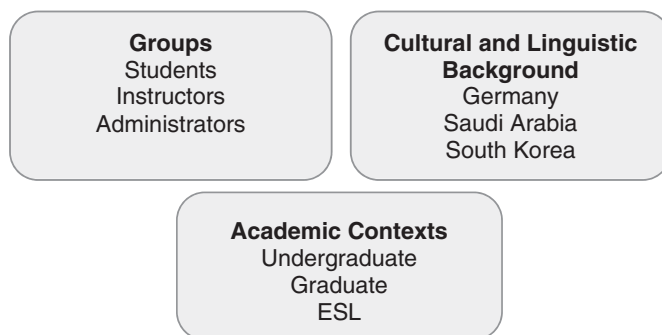 Groups
Students
Instructors
Administrators
Cultural and Linguistic
Background
Germany
Saudi Arabia
South Korea
Academic Contexts
Undergraduate
Graduate
ESL